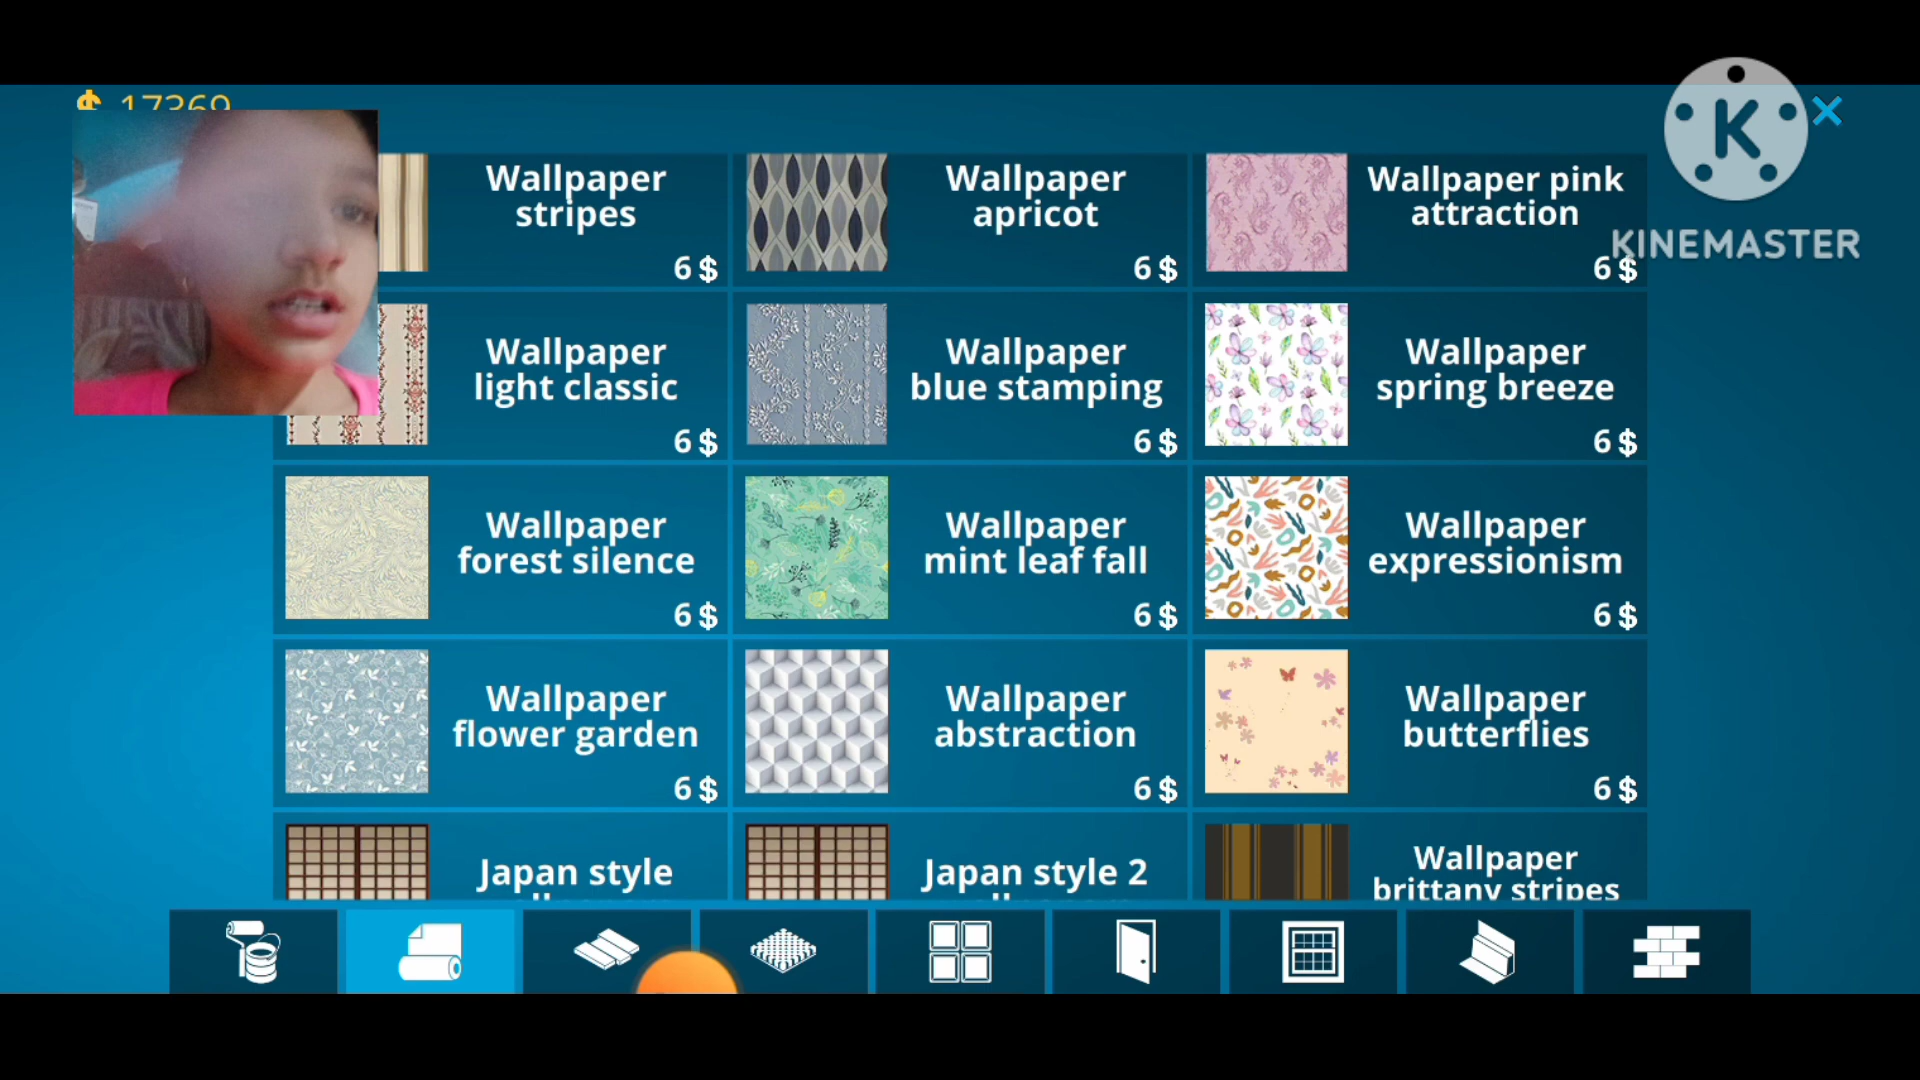 $ 17369
Wallpaper
stripes
6 $
Wallpaper
apricot
6 $
Wallpaper pink
attraction
6 $
K
KINEMASTER
Wallpaper
light classic
6 $
Wallpaper
blue stamping
6 $
Wallpaper
spring breeze
6 $
Wallpaper
forest silence
6 $
Wallpaper
mint leaf fall
6 $
Wallpaper
expressionism
6 $
Wallpaper
flower garden
6 $
Wallpaper
abstraction
6 $
Wallpaper
butterflies
6 $
Japan style
Japan style 2
Wallpaper
brittany stripes